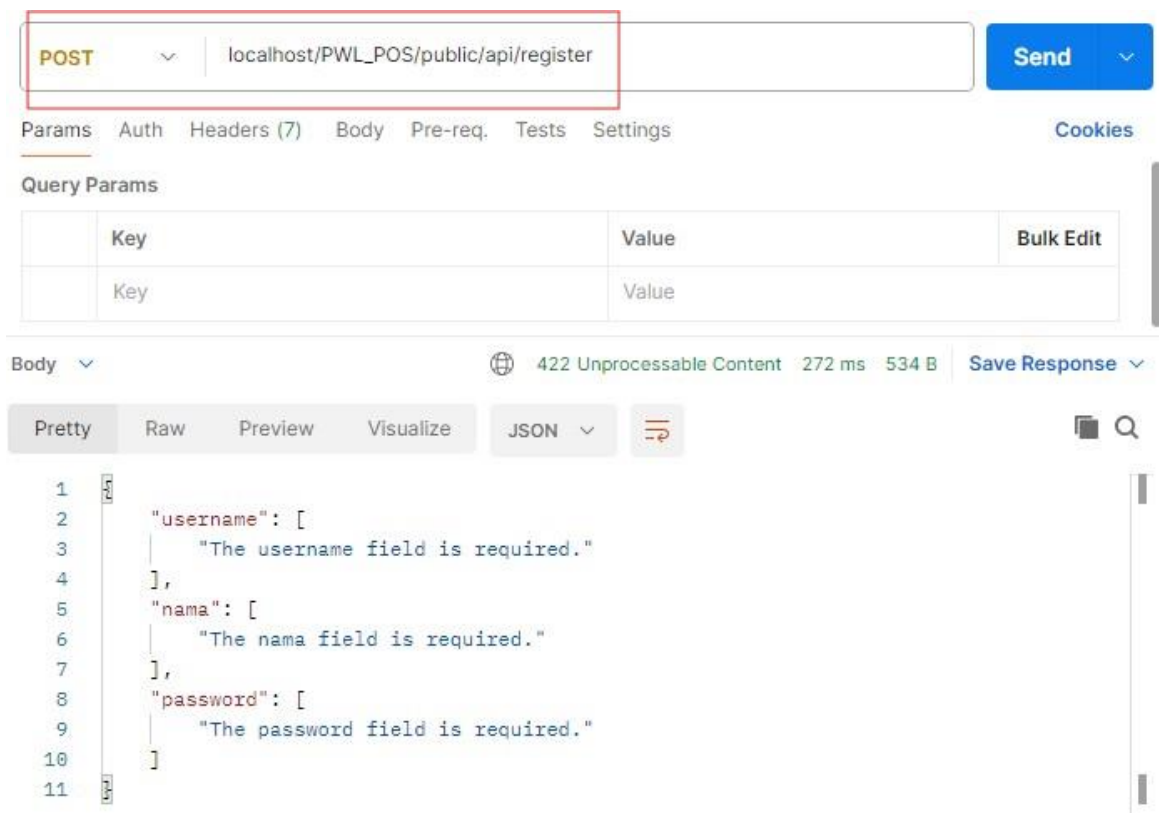 POST localhost/PWL_POS/public/api/register Send
Params Auth Headers (7) Body Pre-req. Tests Settings Cookies
Query Params
Key Value Bulk Edit
Key Value
Body 422 Unprocessable Content 272 ms 534 B Save Response
Pretty Raw Preview Visualize JSON
1 {
2 "username": [
3 "The username field is required."
4 ],
5 "nama": [
6 "The nama field is required."
7 ],
8 "password": [
9 "The password field is required."
10 ]
11 }